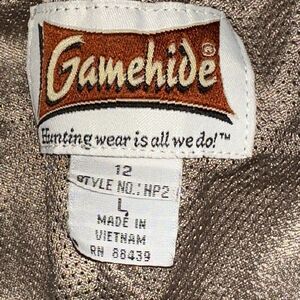 Gamehide®
Hunting wear is all we do!™
12
STYLE NO.: HP2
L
MADE IN
VIETNAM
RN 88439